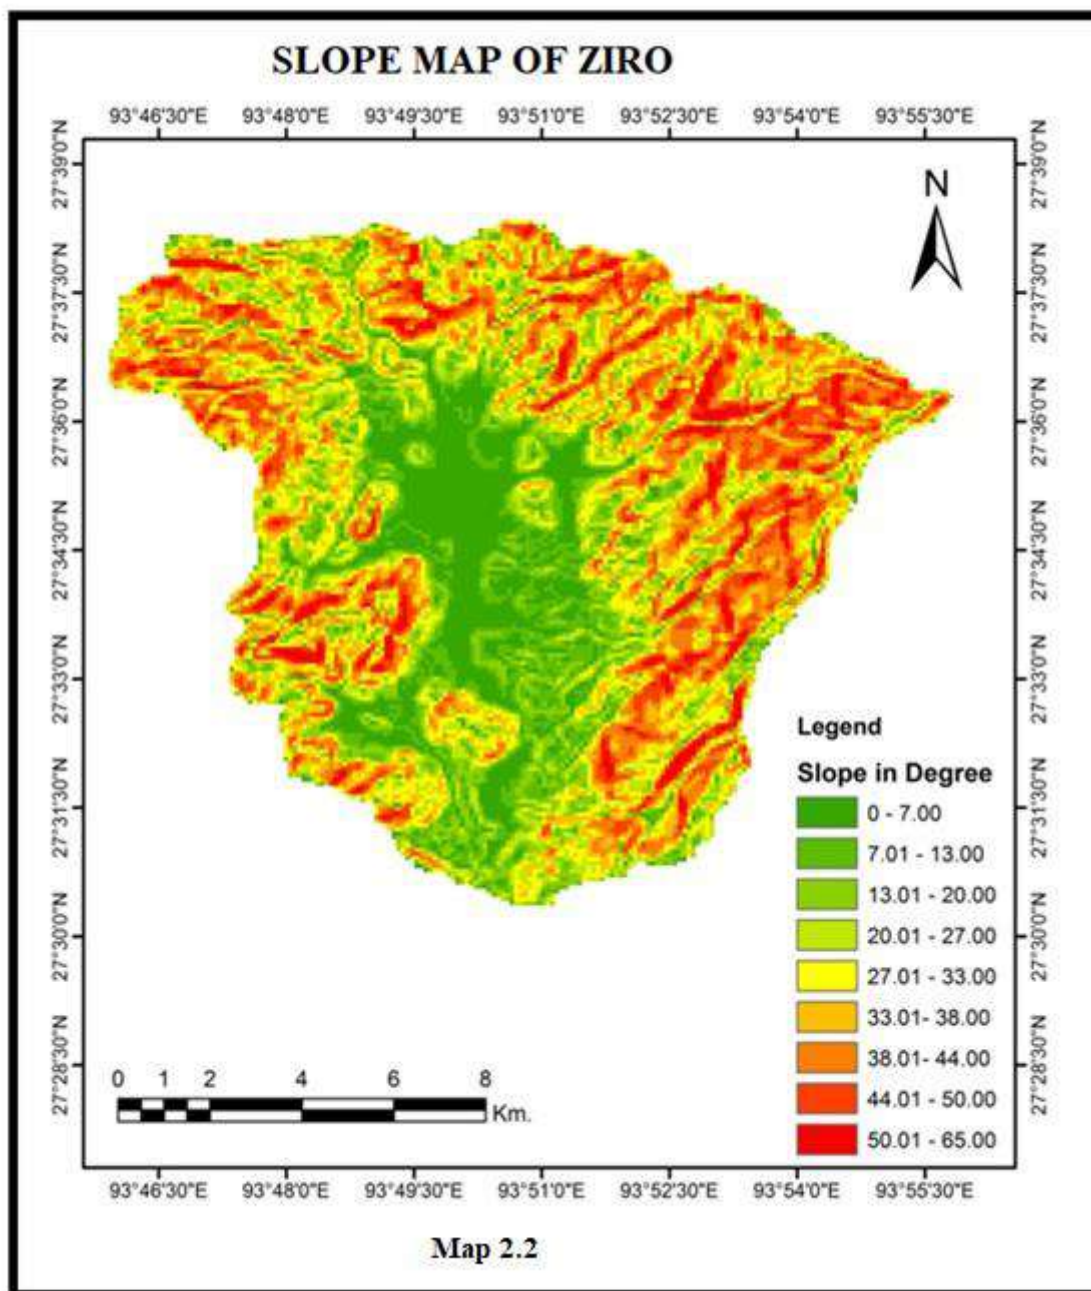 SLOPE MAP OF ZIRO
93°46'30"E 93°48'0"E 93°49'30"E 93°51'0"E 93°52'30"E 93°54'0"E 93°55'30"E
27°39'0"N 27°39'0"N
N
27°37'30"N 27°37'30"N
27°36'0"N 27°36'0"N
27°34'30"N 27°34'30"N
27°33'0"N 27°33'0"N
Legend
Slope in Degree
27°31'30"N 27°31'30"N
0 - 7.00
7.01 - 13.00
13.01 - 20.00
27°30'0"N 27°30'0"N
20.01 - 27.00
27.01 - 33.00
33.01- 38.00
27°28'30"N 27°28'30"N
38.01- 44.00
44.01 - 50.00
50.01 - 65.00
0 1 2 4 6 8
Km.
93°46'30"E 93°48'0"E 93°49'30"E 93°51'0"E 93°52'30"E 93°54'0"E 93°55'30"E
Map 2.2